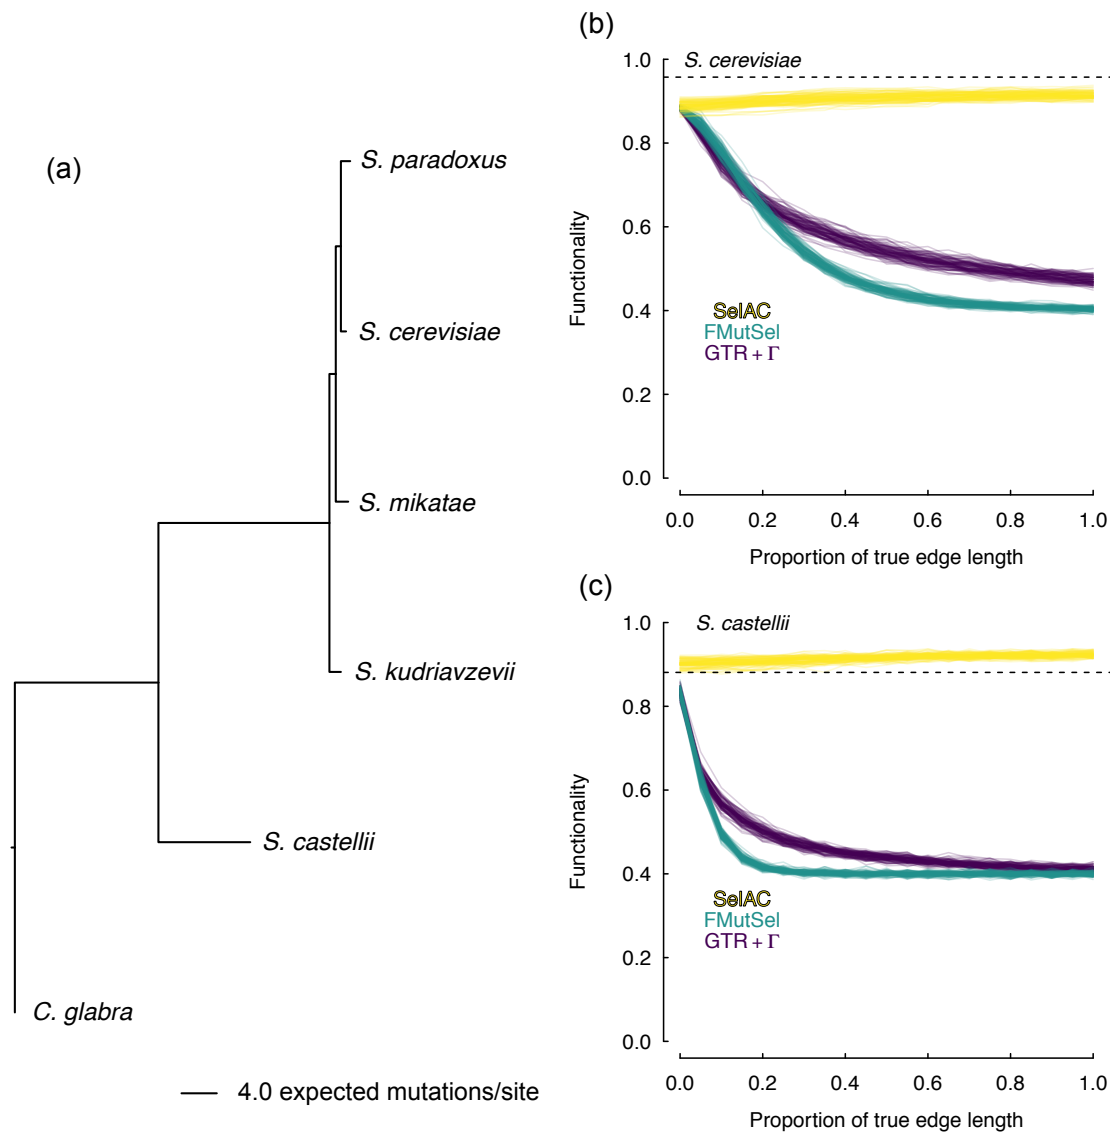 (a)
S. paradoxus
S. cerevisiae
S. mikatae
S. kudriavzevii
S. castellii
C. glabra
4.0 expected mutations/site
(b)
S. cerevisiae
1.0
0.8
0.6
0.4
0.2
0.0
Functionality
SelAC
FMutSel
GTR + Γ
0.0 0.2 0.4 0.6 0.8 1.0
Proportion of true edge length
(c)
S. castellii
1.0
0.8
0.6
0.4
0.2
0.0
Functionality
SelAC
FMutSel
GTR + Γ
0.0 0.2 0.4 0.6 0.8 1.0
Proportion of true edge length